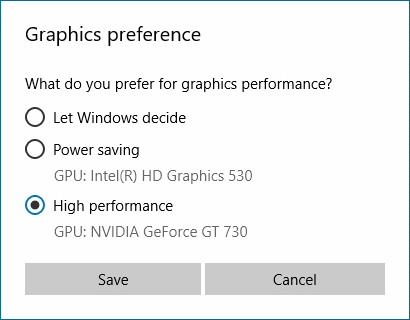 Graphics preference
What do you prefer for graphics performance?
Let Windows decide
Power saving
GPU: Intel(R) HD Graphics 530
High performance
GPU: NVIDIA GeForce GT 730
Save Cancel